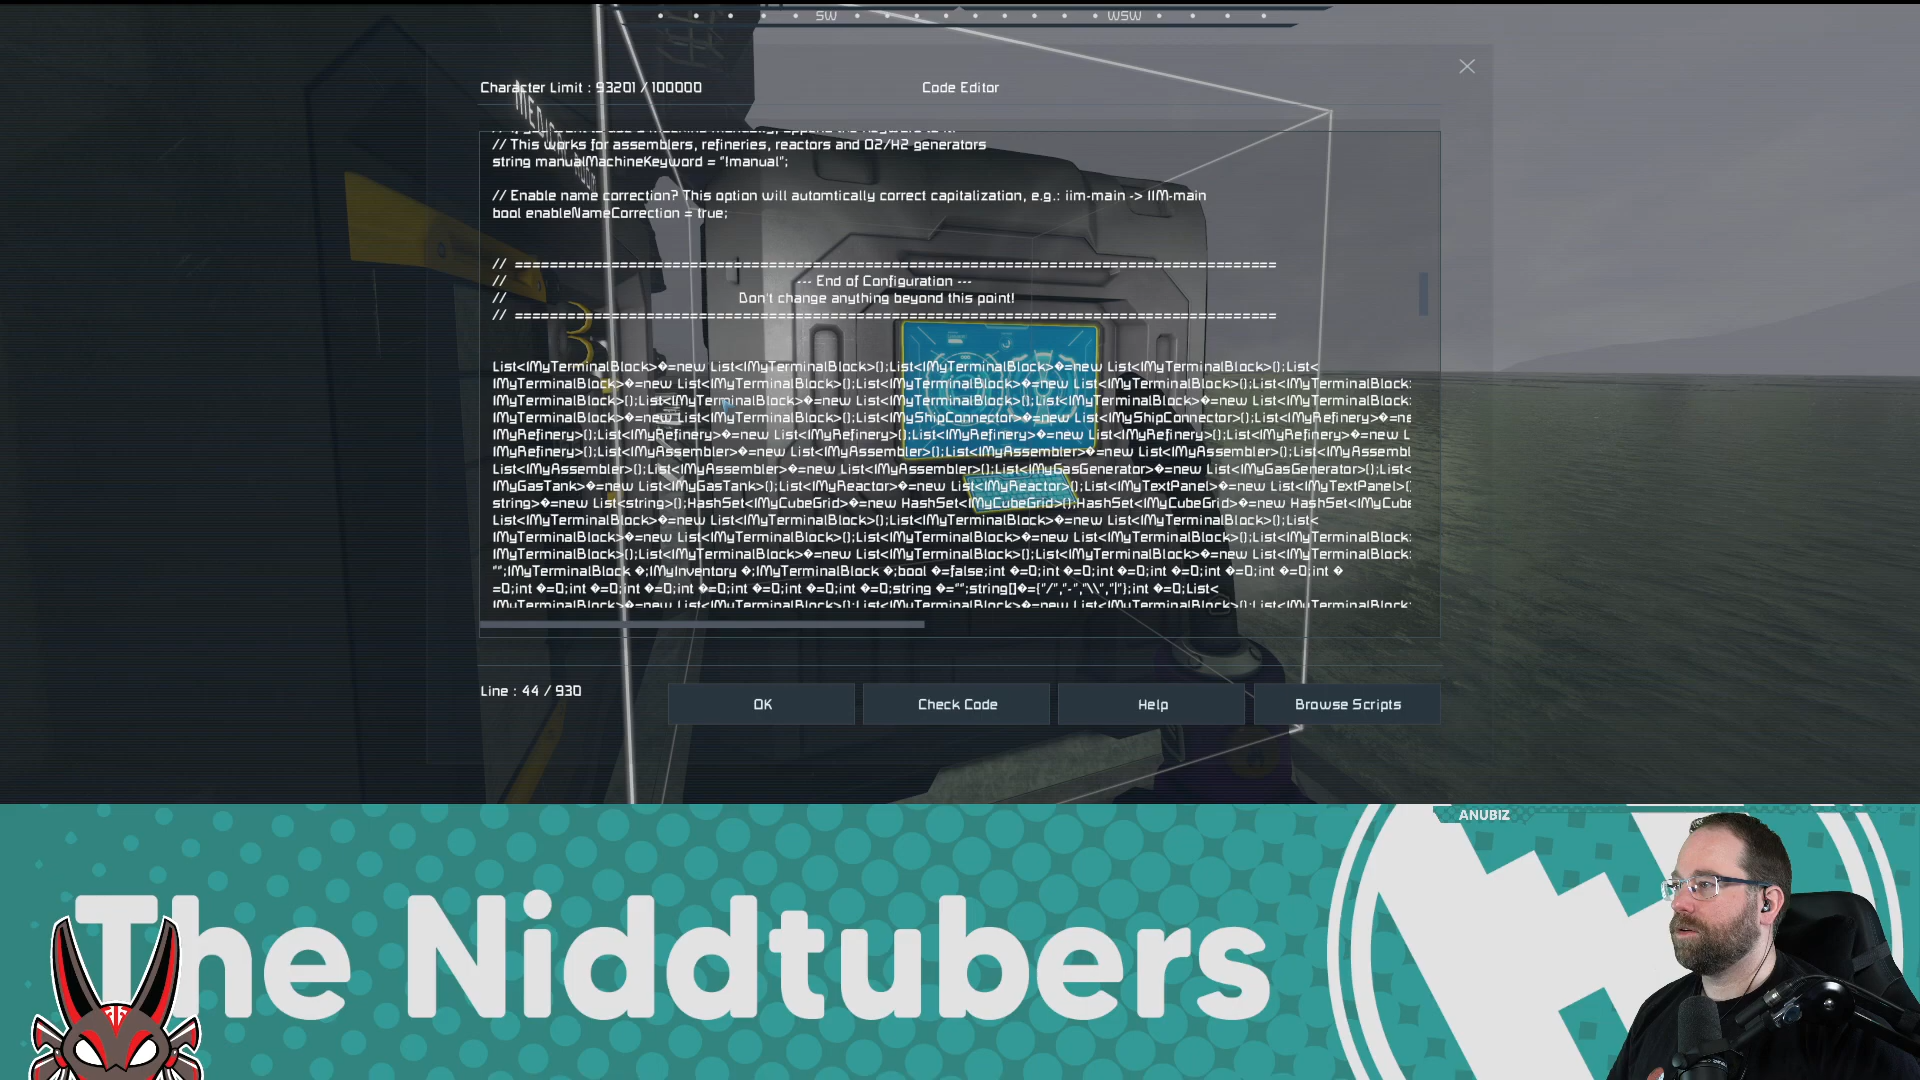 SW
WSW
Character Limit : 93201 / 100000
Code Editor
// This works for assemblers, refineries, reactors and O2/H2 generators
string manualMachineKeyword = "!manual";
// Enable name correction? This option will automtically correct capitalization, e.g.: iim-main -> IIM-main
bool enableNameCorrection = true;
// =======================================================================================
// --- End of Configuration ---
// Don't change anything beyond this point!
// =======================================================================================
List<IMyTerminalBlock>�=new List<IMyTerminalBlock>();List<IMyTerminalBlock>�=new List<IMyTerminalBlock>();List<
IMyTerminalBlock>�=new List<IMyTerminalBlock>();List<IMyTerminalBlock>�=new List<IMyTerminalBlock>();List<IMyTerminalBlock>
IMyTerminalBlock>();List<IMyTerminalBlock>�=new List<IMyTerminalBlock>();List<IMyTerminalBlock>�=new List<IMyTerminalBlock>
IMyTerminalBlock>�=new List<IMyTerminalBlock>();List<IMyShipConnector>�=new List<IMyShipConnector>();List<IMyRefinery>�=ne
IMyRefinery>();List<IMyRefinery>�=new List<IMyRefinery>();List<IMyRefinery>�=new List<IMyRefinery>();List<IMyRefinery>�=new L
IMyRefinery>();List<IMyAssembler>�=new List<IMyAssembler>();List<IMyAssembler>�=new List<IMyAssembler>();List<IMyAssembl
List<IMyAssembler>();List<IMyAssembler>�=new List<IMyAssembler>();List<IMyGasGenerator>�=new List<IMyGasGenerator>();List<
IMyGasTank>�=new List<IMyGasTank>();List<IMyReactor>�=new List<IMyReactor>();List<IMyTextPanel>�=new List<IMyTextPanel>(
string>�=new List<string>();HashSet<IMyCubeGrid>�=new HashSet<IMyCubeGrid>();HashSet<IMyCubeGrid>�=new HashSet<IMyCube
List<IMyTerminalBlock>�=new List<IMyTerminalBlock>();List<IMyTerminalBlock>�=new List<IMyTerminalBlock>();List<
IMyTerminalBlock>�=new List<IMyTerminalBlock>();List<IMyTerminalBlock>�=new List<IMyTerminalBlock>();List<IMyTerminalBlock>
IMyTerminalBlock>();List<IMyTerminalBlock>�=new List<IMyTerminalBlock>();List<IMyTerminalBlock>�=new List<IMyTerminalBlock>
"";IMyTerminalBlock �;IMyInventory �;IMyTerminalBlock �;bool �=false;int �=0;int �=0;int �=0;int �=0;int �=0;int �=0;int �
=0;int �=0;int �=0;int �=0;int �=0;int �=0;int �=0;string �="";string[]�={"/","-","\\","|"};int �=0;List<
IMyTerminalBlock>�=new List<IMyTerminalBlock>();List<IMyTerminalBlock>�=new List<IMyTerminalBlock>();List<IMyTerminalBlock>
Line : 44 / 930
OK
Check Code
Help
Browse Scripts
ANUBIZ
The Niddtubers